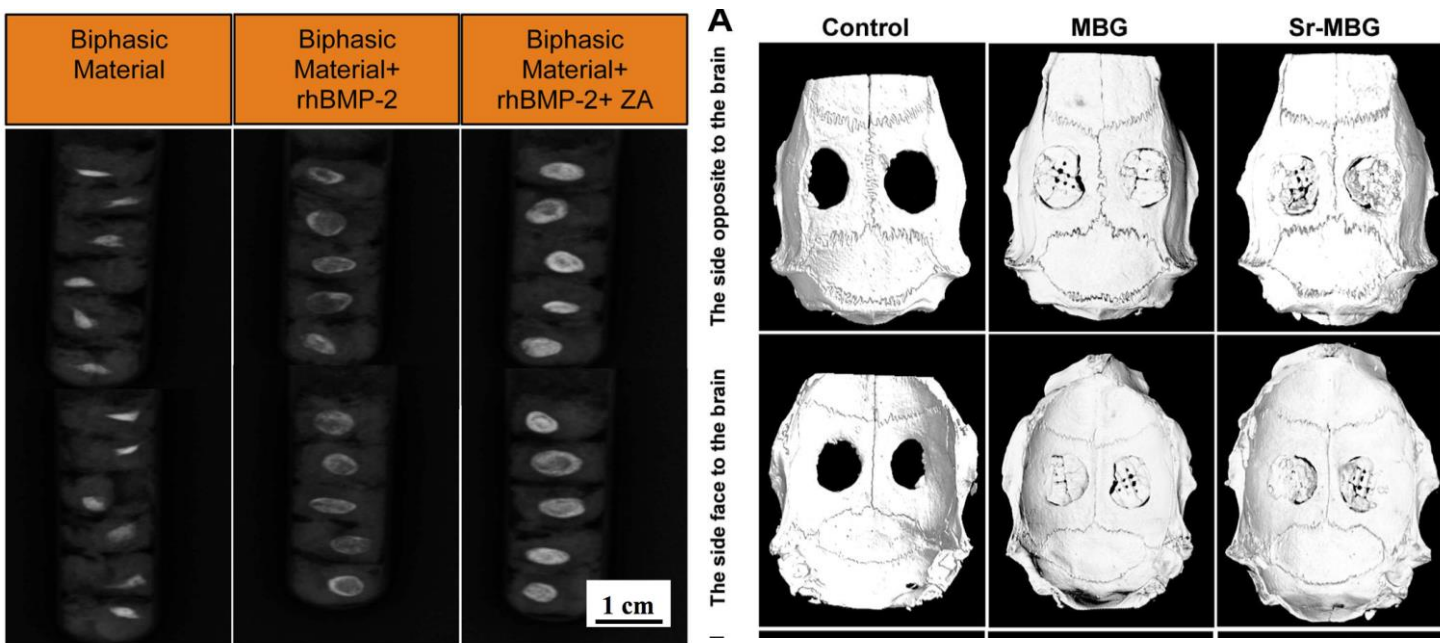 Biphasic
Material
Biphasic
Material+
rhBMP-2
Biphasic
Material+
rhBMP-2+ ZA
1 cm
A
Control
MBG
Sr-MBG
The side opposite to the brain
The side face to the brain